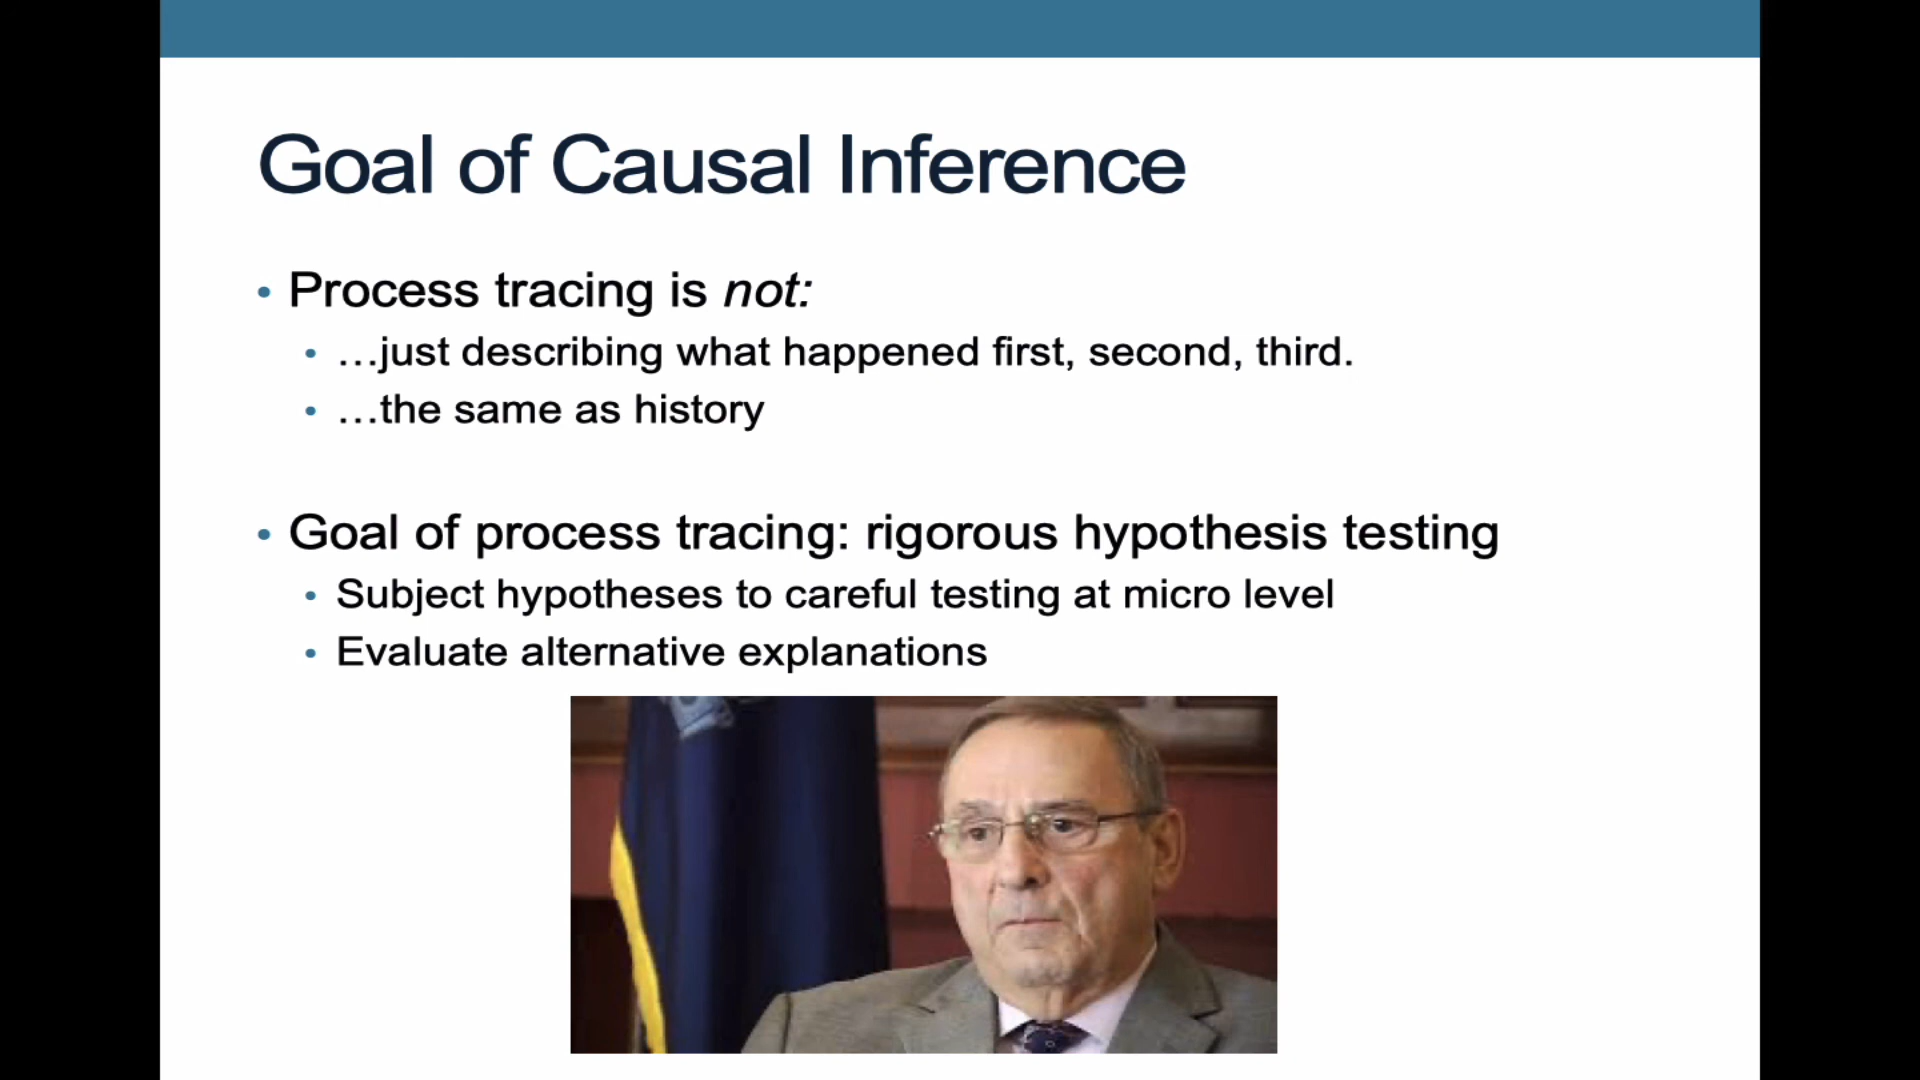 Goal of Causal Inference
• Process tracing is not:
• …just describing what happened first, second, third.
• …the same as history
• Goal of process tracing: rigorous hypothesis testing
• Subject hypotheses to careful testing at micro level
• Evaluate alternative explanations